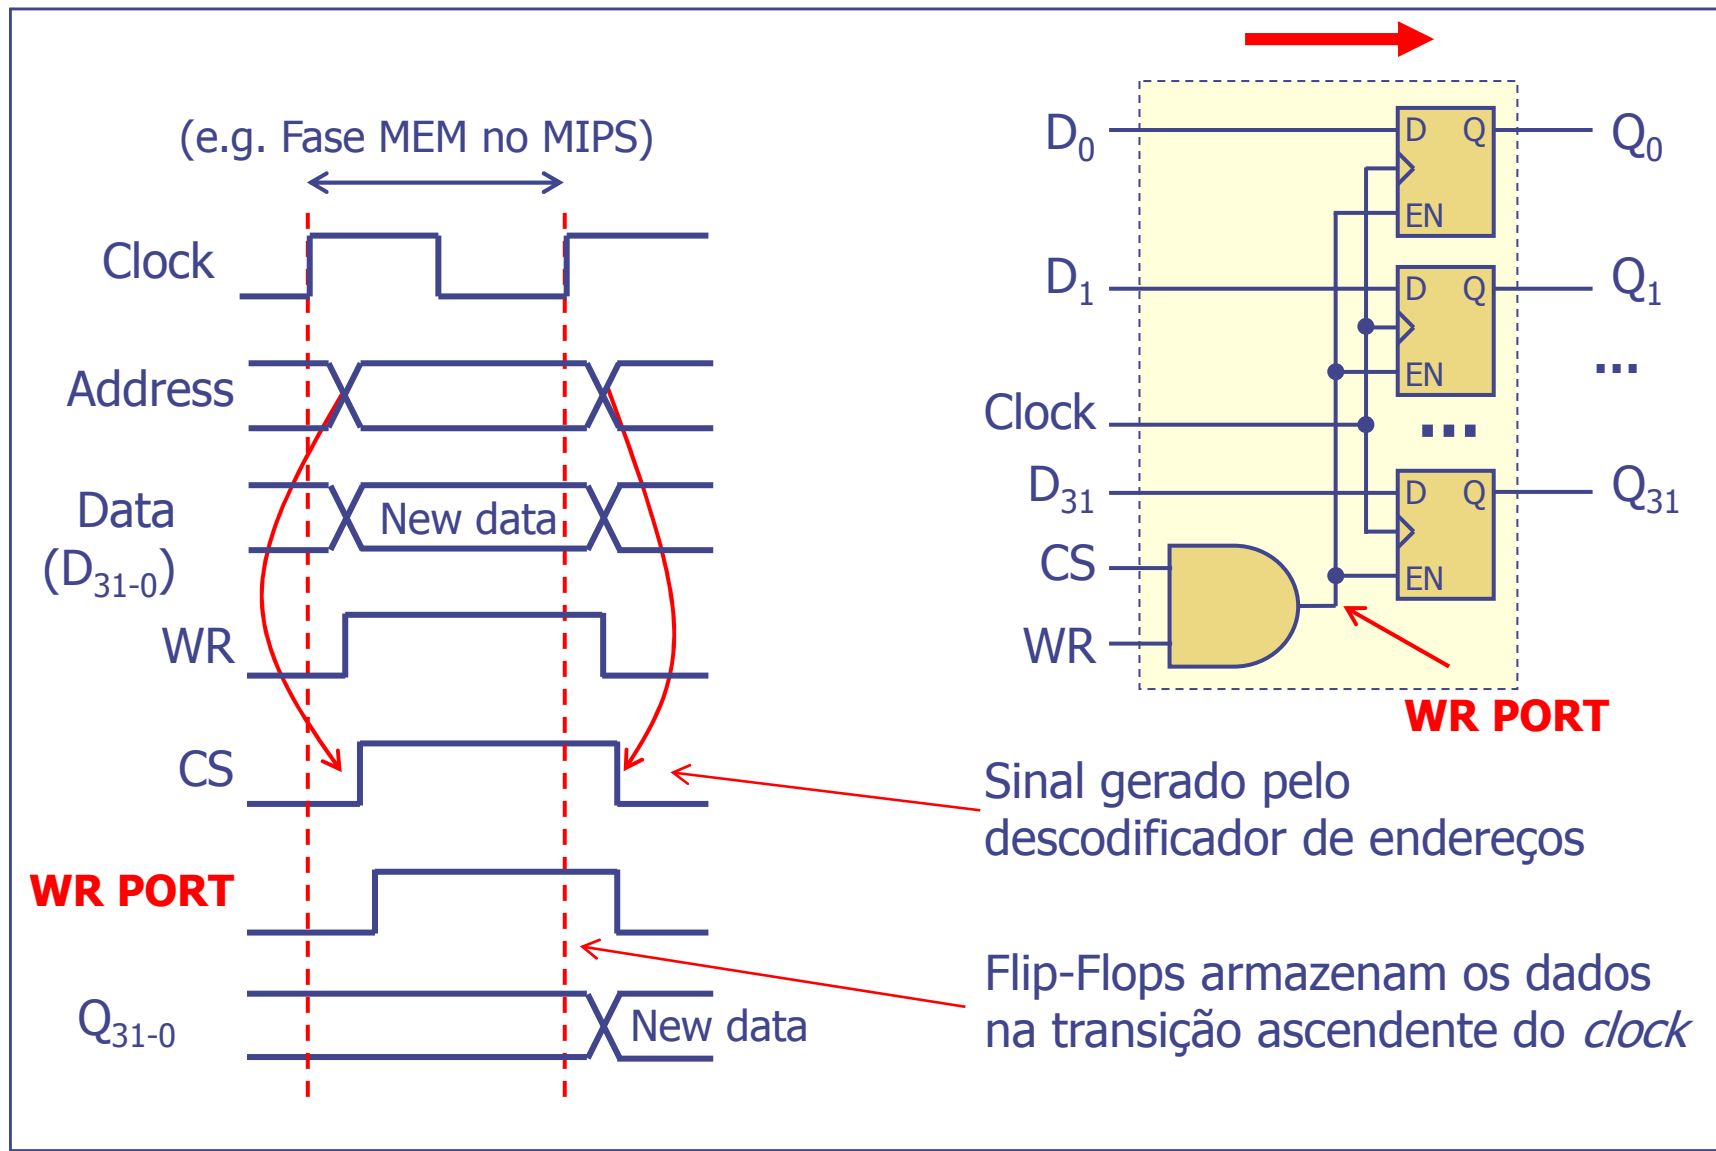 (e.g. Fase MEM no MIPS)
Clock
Address
Data
(D31-0)
New data
WR
CS
WR PORT
Q31-0
New data
D0
D Q
EN
Q0
D1
D Q
EN
Q1
...
Clock
...
D31
D Q
EN
Q31
CS
WR
WR PORT
Sinal gerado pelo
descodificador de endereços
Flip-Flops armazenam os dados
na transição ascendente do clock